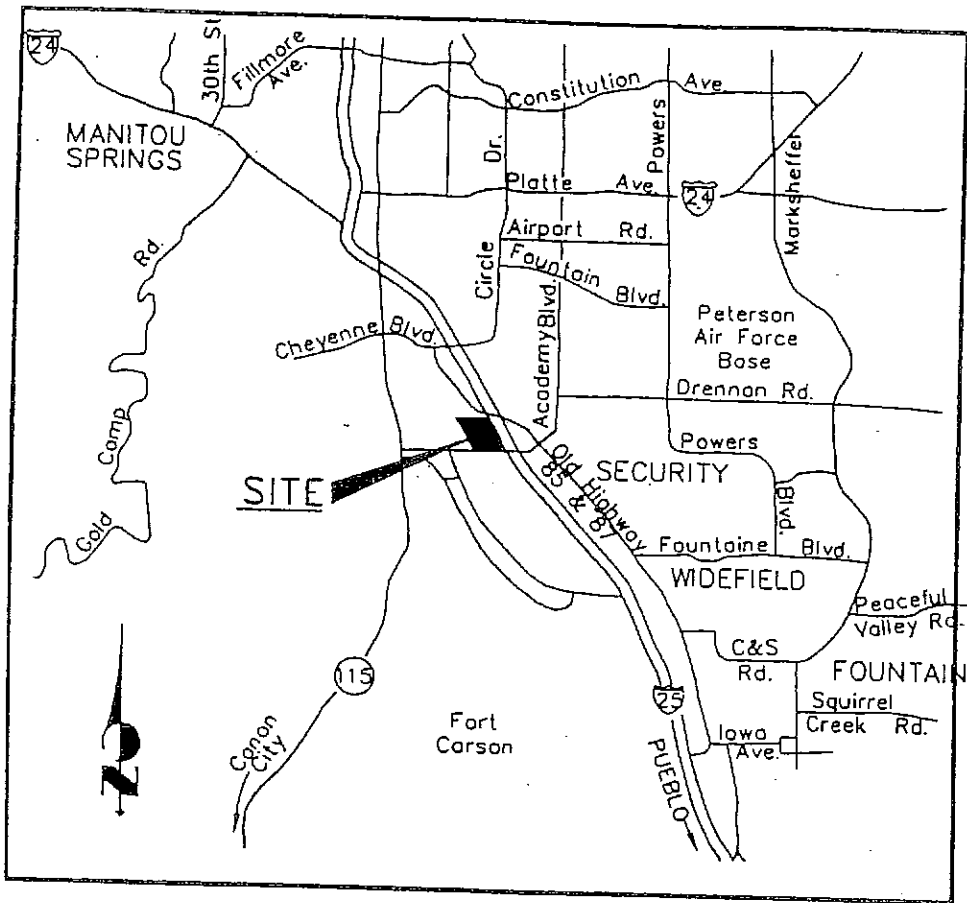 24
30th St
Fillmore
Ave.
MANITOU
SPRINGS
Constitution Ave
Dr.
Powers
Marksheffel
Platte Ave.
24
Airport Rd.
Circle
Fountain Blvd.
Academy Blvd.
Rd.
Cheyenne Blvd.
Peterson
Air Force
Base
Drennan Rd.
Camp
Gold
SITE
Old Highway
85 & 87
Powers
Blvd.
SECURITY
Fountaine Blvd.
WIDEFIELD
Peaceful
Valley Rd.
C&S
Rd.
FOUNTAIN
Squirrel
Creek Rd.
115
25
Iowa
Ave.
Fort
Carson
Canon
City
PUEBLO
N